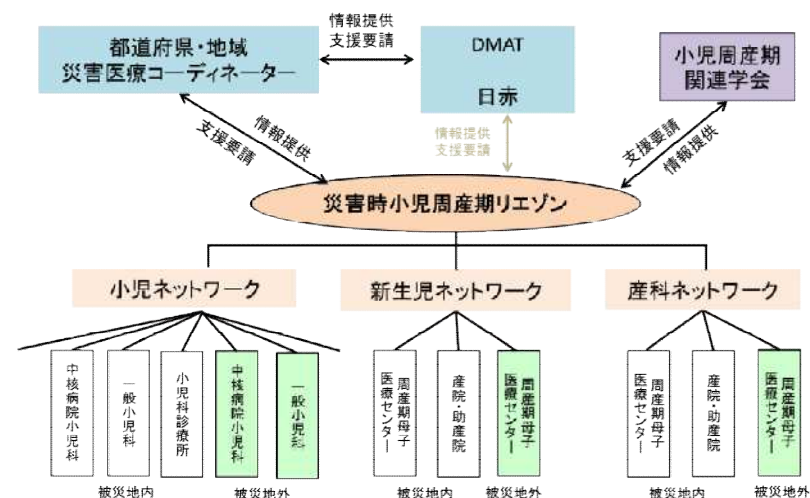 都道府県・地域
災害医療コーディネーター
情報提供
支援要請
DMAT
日赤
小児周産期
関連学会
情報提供
支援要請
情報提供
支援要請
支援要請
情報提供
災害時小児周産期リエゾン
小児ネットワーク
新生児ネットワーク
産科ネットワーク
中核病院小児科
一般小児科
小児科診療所
中核病院小児科
一般小児科
周産期母子
医療センター
産院・助産院
周産期母子
医療センター
周産期母子
医療センター
産院・助産院
周産期母子
医療センター
被災地内
被災地外
被災地内
被災地外
被災地内
被災地外